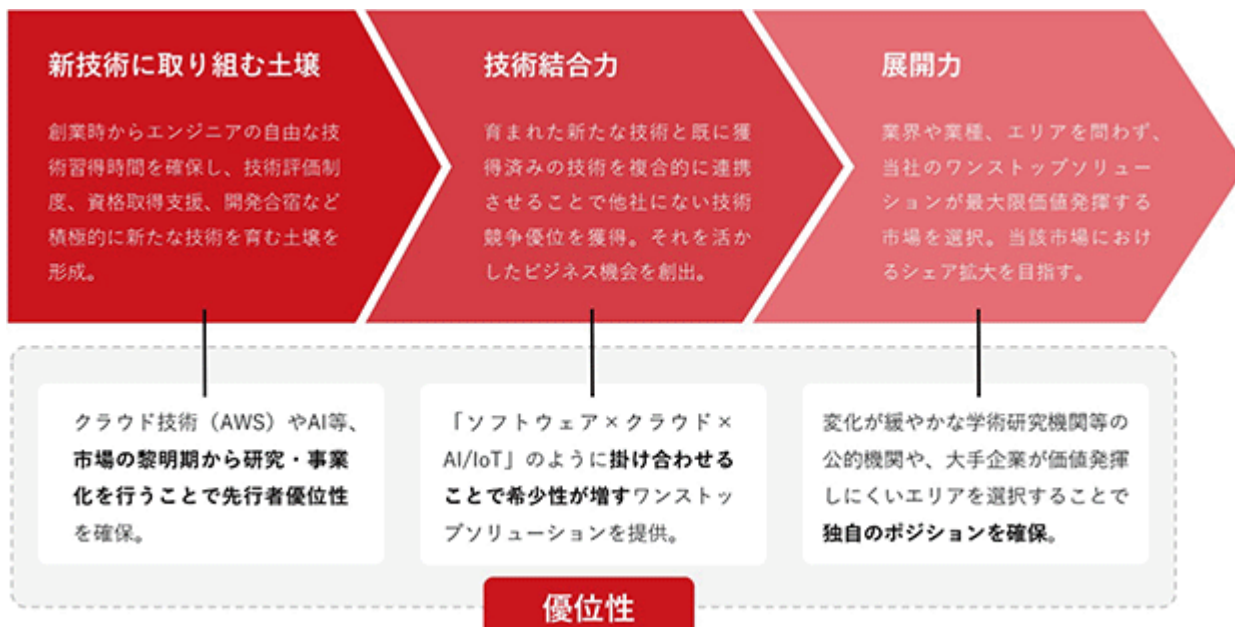 新技術に取り組む土壌
創業時からエンジニアの自由な技
術習得時間を確保し、技術評価制
度、資格取得支援、開発合宿など
積極的に新たな技術を育む土壌を
形成。
技術結合力
育まれた新たな技術と既に獲
得済みの技術を複合的に連携
させることで他社にない技術
競争優位を獲得。それを活か
したビジネス機会を創出。
展開力
業界や業種、エリアを問わず、
当社のワンストップソリュー
ションが最大限価値発揮する
市場を選択。当該市場におけ
るシェア拡大を目指す。
クラウド技術（AWS）やAI等、
市場の黎明期から研究・事業
化を行うことで先行者優位性
を確保。
「ソフトウェア×クラウド×
AI/IoT」のように掛け合わせる
ことで希少性が増すワンストッ
プソリューションを提供。
変化が緩やかな学術研究機関等の
公的機関や、大手企業が価値発揮
しにくいエリアを選択することで
独自のポジションを確保。
優位性